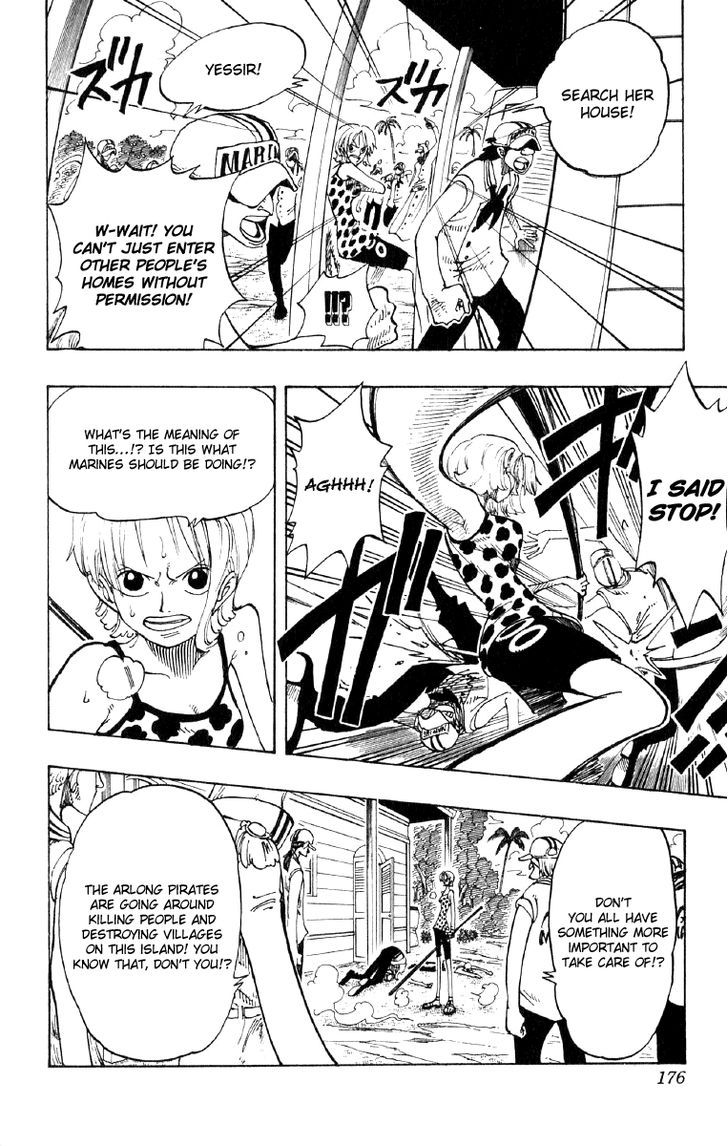 SEARCH HER
HOUSE!
ズカ
YESSIR!
ズカ
MARIN
W-WAIT! YOU
CAN'T JUST ENTER
OTHER PEOPLE'S
HOMES WITHOUT
PERMISSION!
!!?
I SAID
STOP!
AGHHH!
WHAT'S THE MEANING OF
THIS...!? IS THIS WHAT
MARINES SHOULD BE DOING!?
DON'T
YOU ALL HAVE
SOMETHING MORE
IMPORTANT TO
TAKE CARE OF!?
THE ARLONG PIRATES
ARE GOING AROUND
KILLING PEOPLE AND
DESTROYING VILLAGES
ON THIS ISLAND! YOU
KNOW THAT, DON'T YOU!?
176